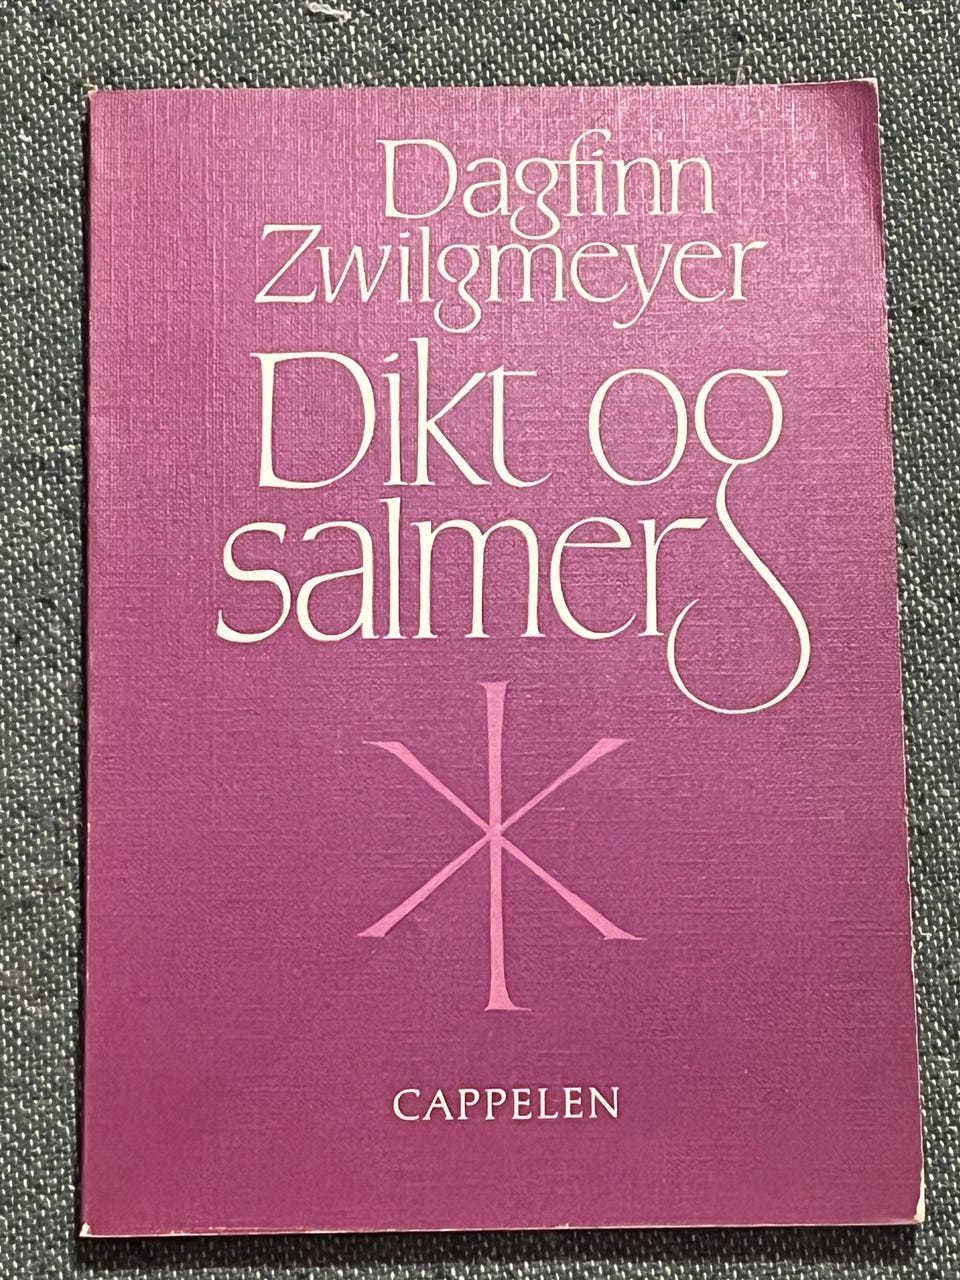 Dagfinn
Zwilgmeyer
Dikt og
salmer
CAPPELEN